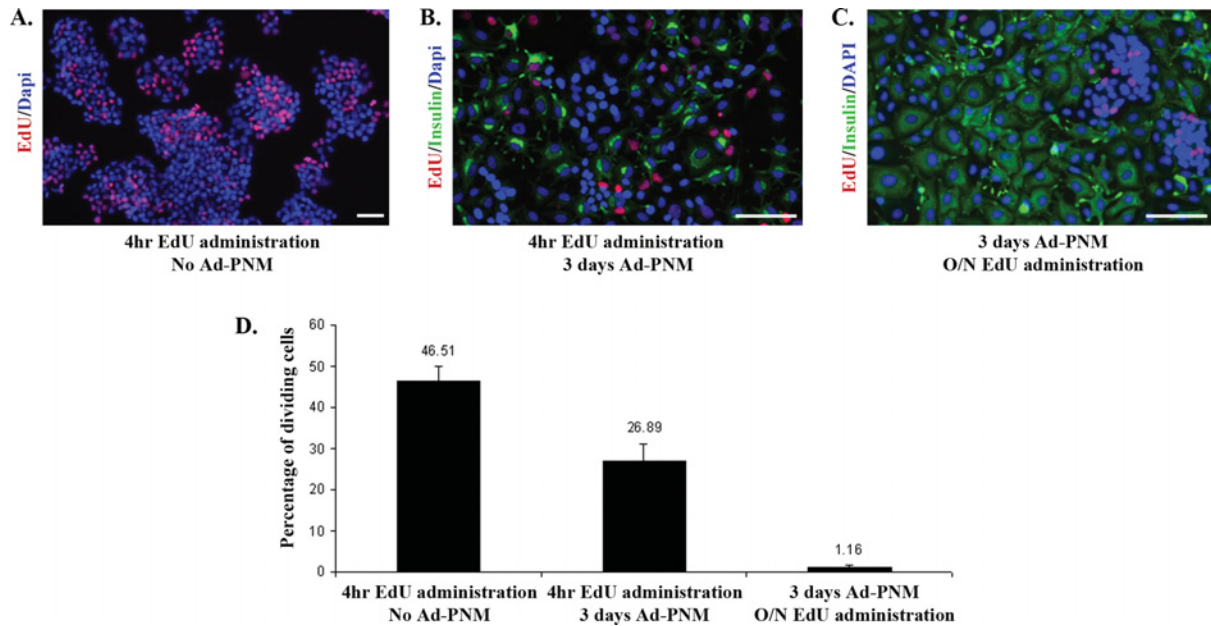 A.
EdU/Dapi
4hr EdU administration
No Ad-PNM
B.
EdU/Insulin/Dapi
4hr EdU administration
3 days Ad-PNM
C.
EdU/Insulin/DAPI
3 days Ad-PNM
O/N EdU administration
D.
Percentage of dividing cells
60
50
40
30
20
10
0
46.51
26.89
1.16
4hr EdU administration
No Ad-PNM
4hr EdU administration
3 days Ad-PNM
3 days Ad-PNM
O/N EdU administration